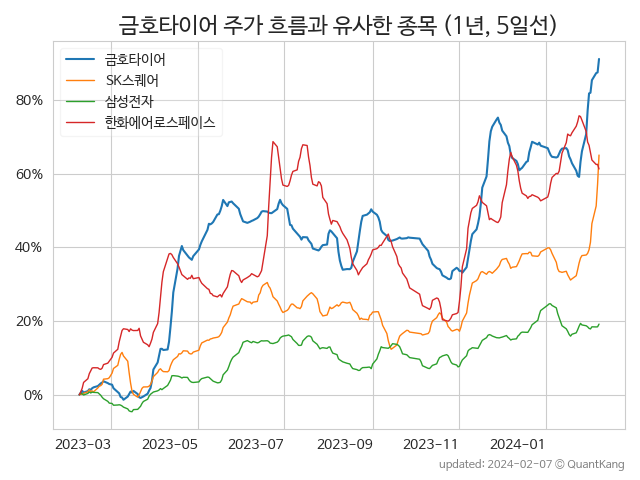 금호타이어 주가 흐름과 유사한 종목 (1년, 5일선)
금호타이어
SK스퀘어
삼성전자
한화에어로스페이스
80%
60%
40%
20%
0%
2023-03 2023-05 2023-07 2023-09 2023-11 2024-01
updated: 2024-02-07 © QuantKang